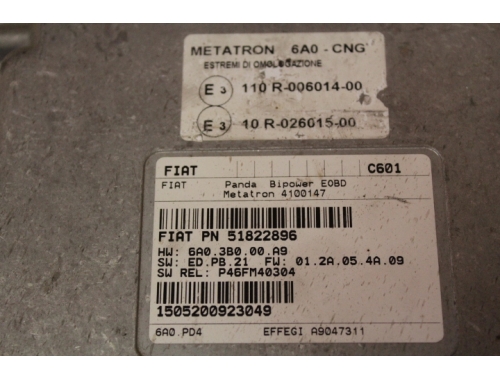 METATRON 6A0 - CNG
ESTREMI DI OMOLOGAZIONE
E 3 110 R-006014-00
E 3 10 R-026015-00
FIAT C601
FIAT Panda Bipower EOBD
Metatron 4100147
FIAT PN 51822896
HW: 6A0.3B0.00.A9
SW: ED.PB.21 FW: 01.2A.05.4A.09
SW REL: P46FM40304
1505200923049
6A0.PD4 EFFEGI A9047311